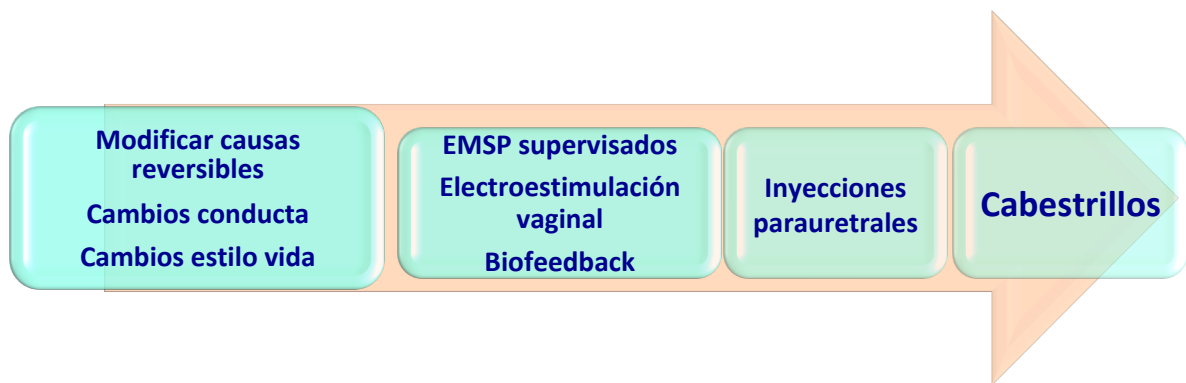 Modificar causas
reversibles
Cambios conducta
Cambios estilo vida
EMSP supervisados
Electroestimulación
vaginal
Biofeedback
Inyecciones
parauretrales
Cabestrillos